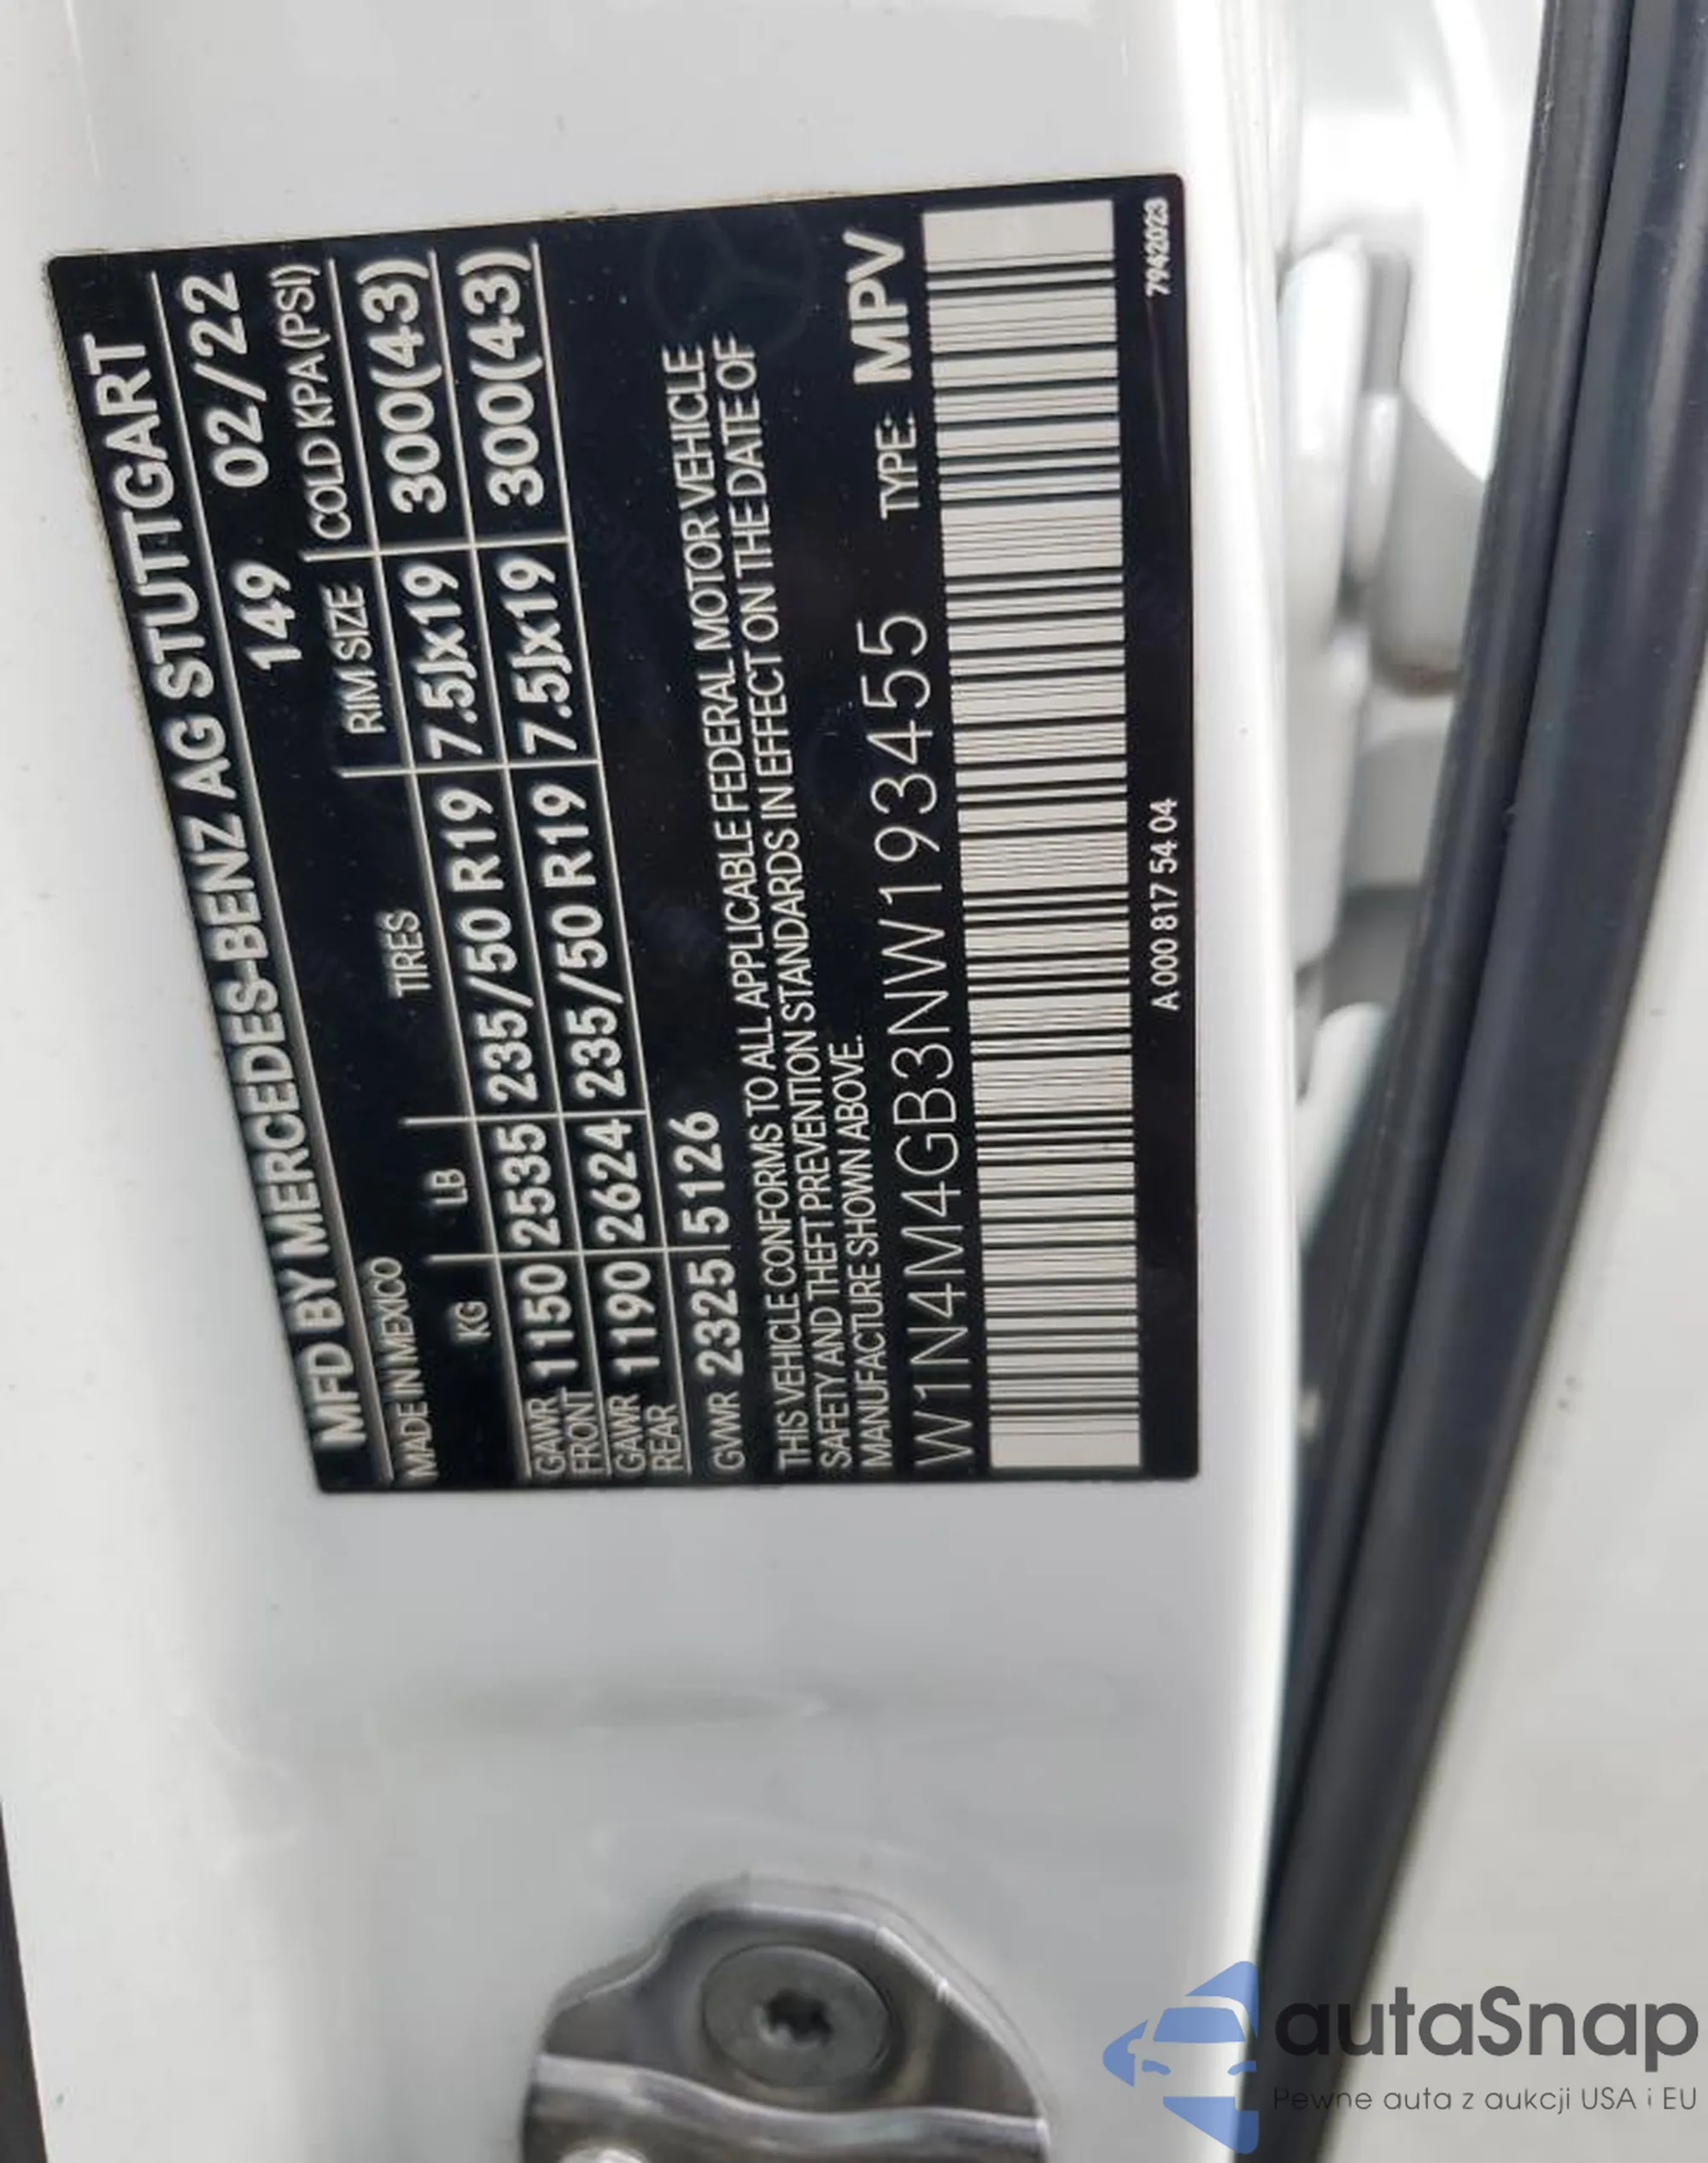 MFD BY MERCEDES-BENZ AG STUTTGART
MADE IN MEXICO 149 02/22
KG LB TIRES RIM SIZE COLD KPA (PSI)
GAWR FRONT 1150 2535 235/50 R19 7.5Jx19 300(43)
GAWR REAR 1190 2624 235/50 R19 7.5Jx19 300(43)
GWR 2325 5126
THIS VEHICLE CONFORMS TO ALL APPLICABLE FEDERAL MOTOR VEHICLE
SAFETY AND THEFT PREVENTION STANDARDS IN EFFECT ON THE DATE OF
MANUFACTURE SHOWN ABOVE.
W1N4M4GB3NW193455 TYPE: MPV
A 000 817 54 04 7942023
autaSnap
Pewne auta z aukcji USA i EU